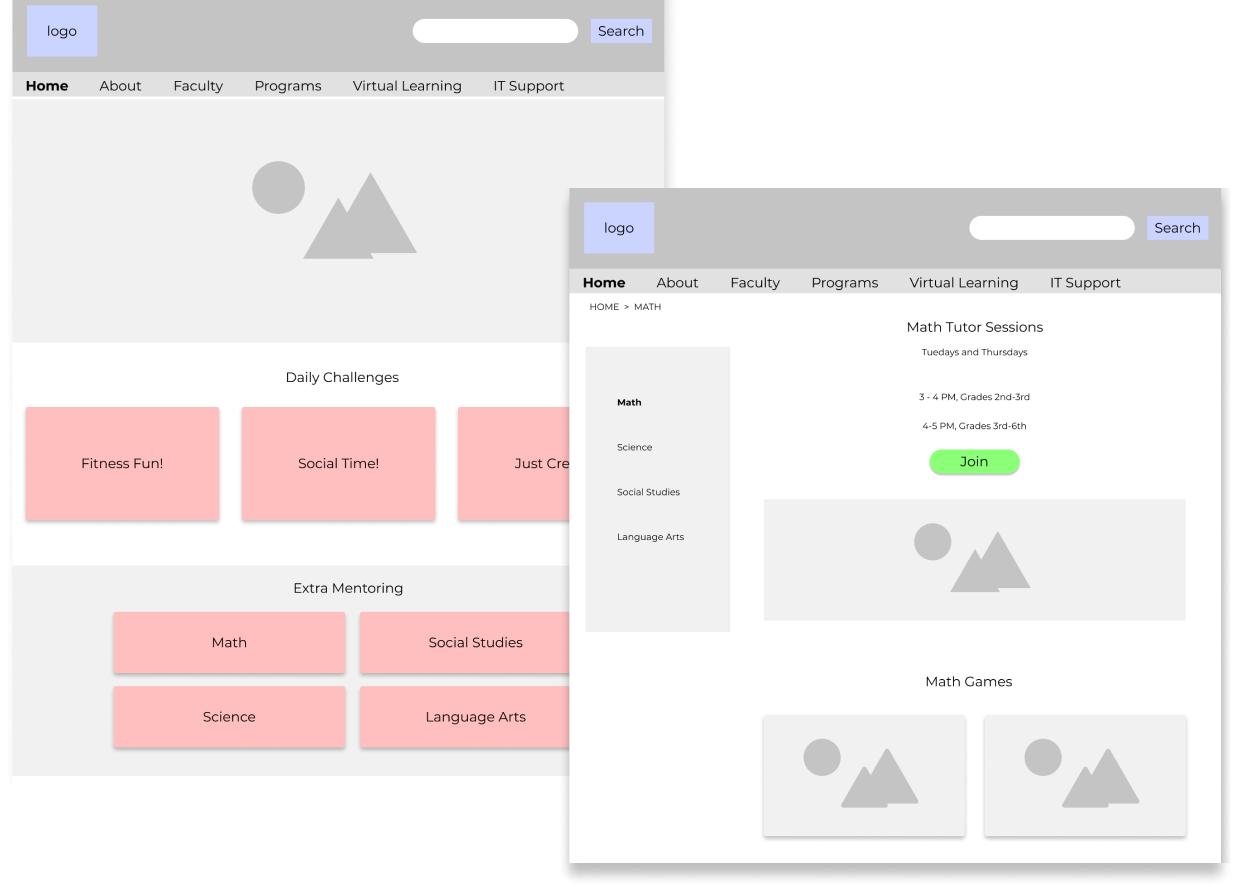 logo
Search
Home About Faculty Programs Virtual Learning IT Support
Daily Challenges
Fitness Fun! Social Time! Just Cre
Extra Mentoring
Math Social Studies
Science Language Arts
logo
Search
Home About Faculty Programs Virtual Learning IT Support
HOME > MATH
Math
Science
Social Studies
Language Arts
Math Tutor Sessions
Tuedays and Thursdays
3 - 4 PM, Grades 2nd-3rd
4-5 PM, Grades 3rd-6th
Join
Math Games